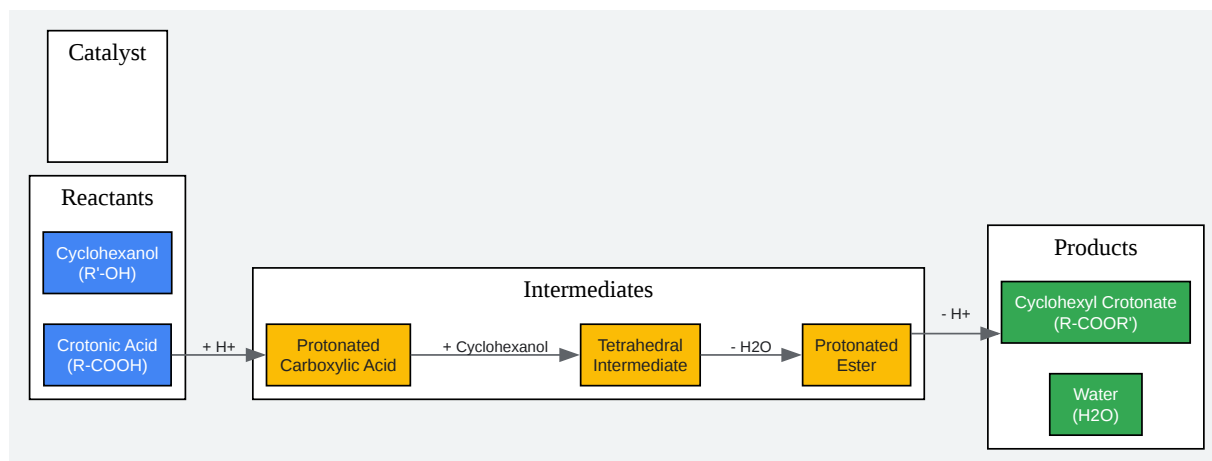 Catalyst
Reactants
Cyclohexanol
(R'-OH)
Crotonic Acid
(R-COOH)
+ H+
Intermediates
Protonated
Carboxylic Acid
+ Cyclohexanol
Tetrahedral
Intermediate
- H2O
Protonated
Ester
- H+
Products
Cyclohexyl Crotonate
(R-COOR')
Water
(H2O)